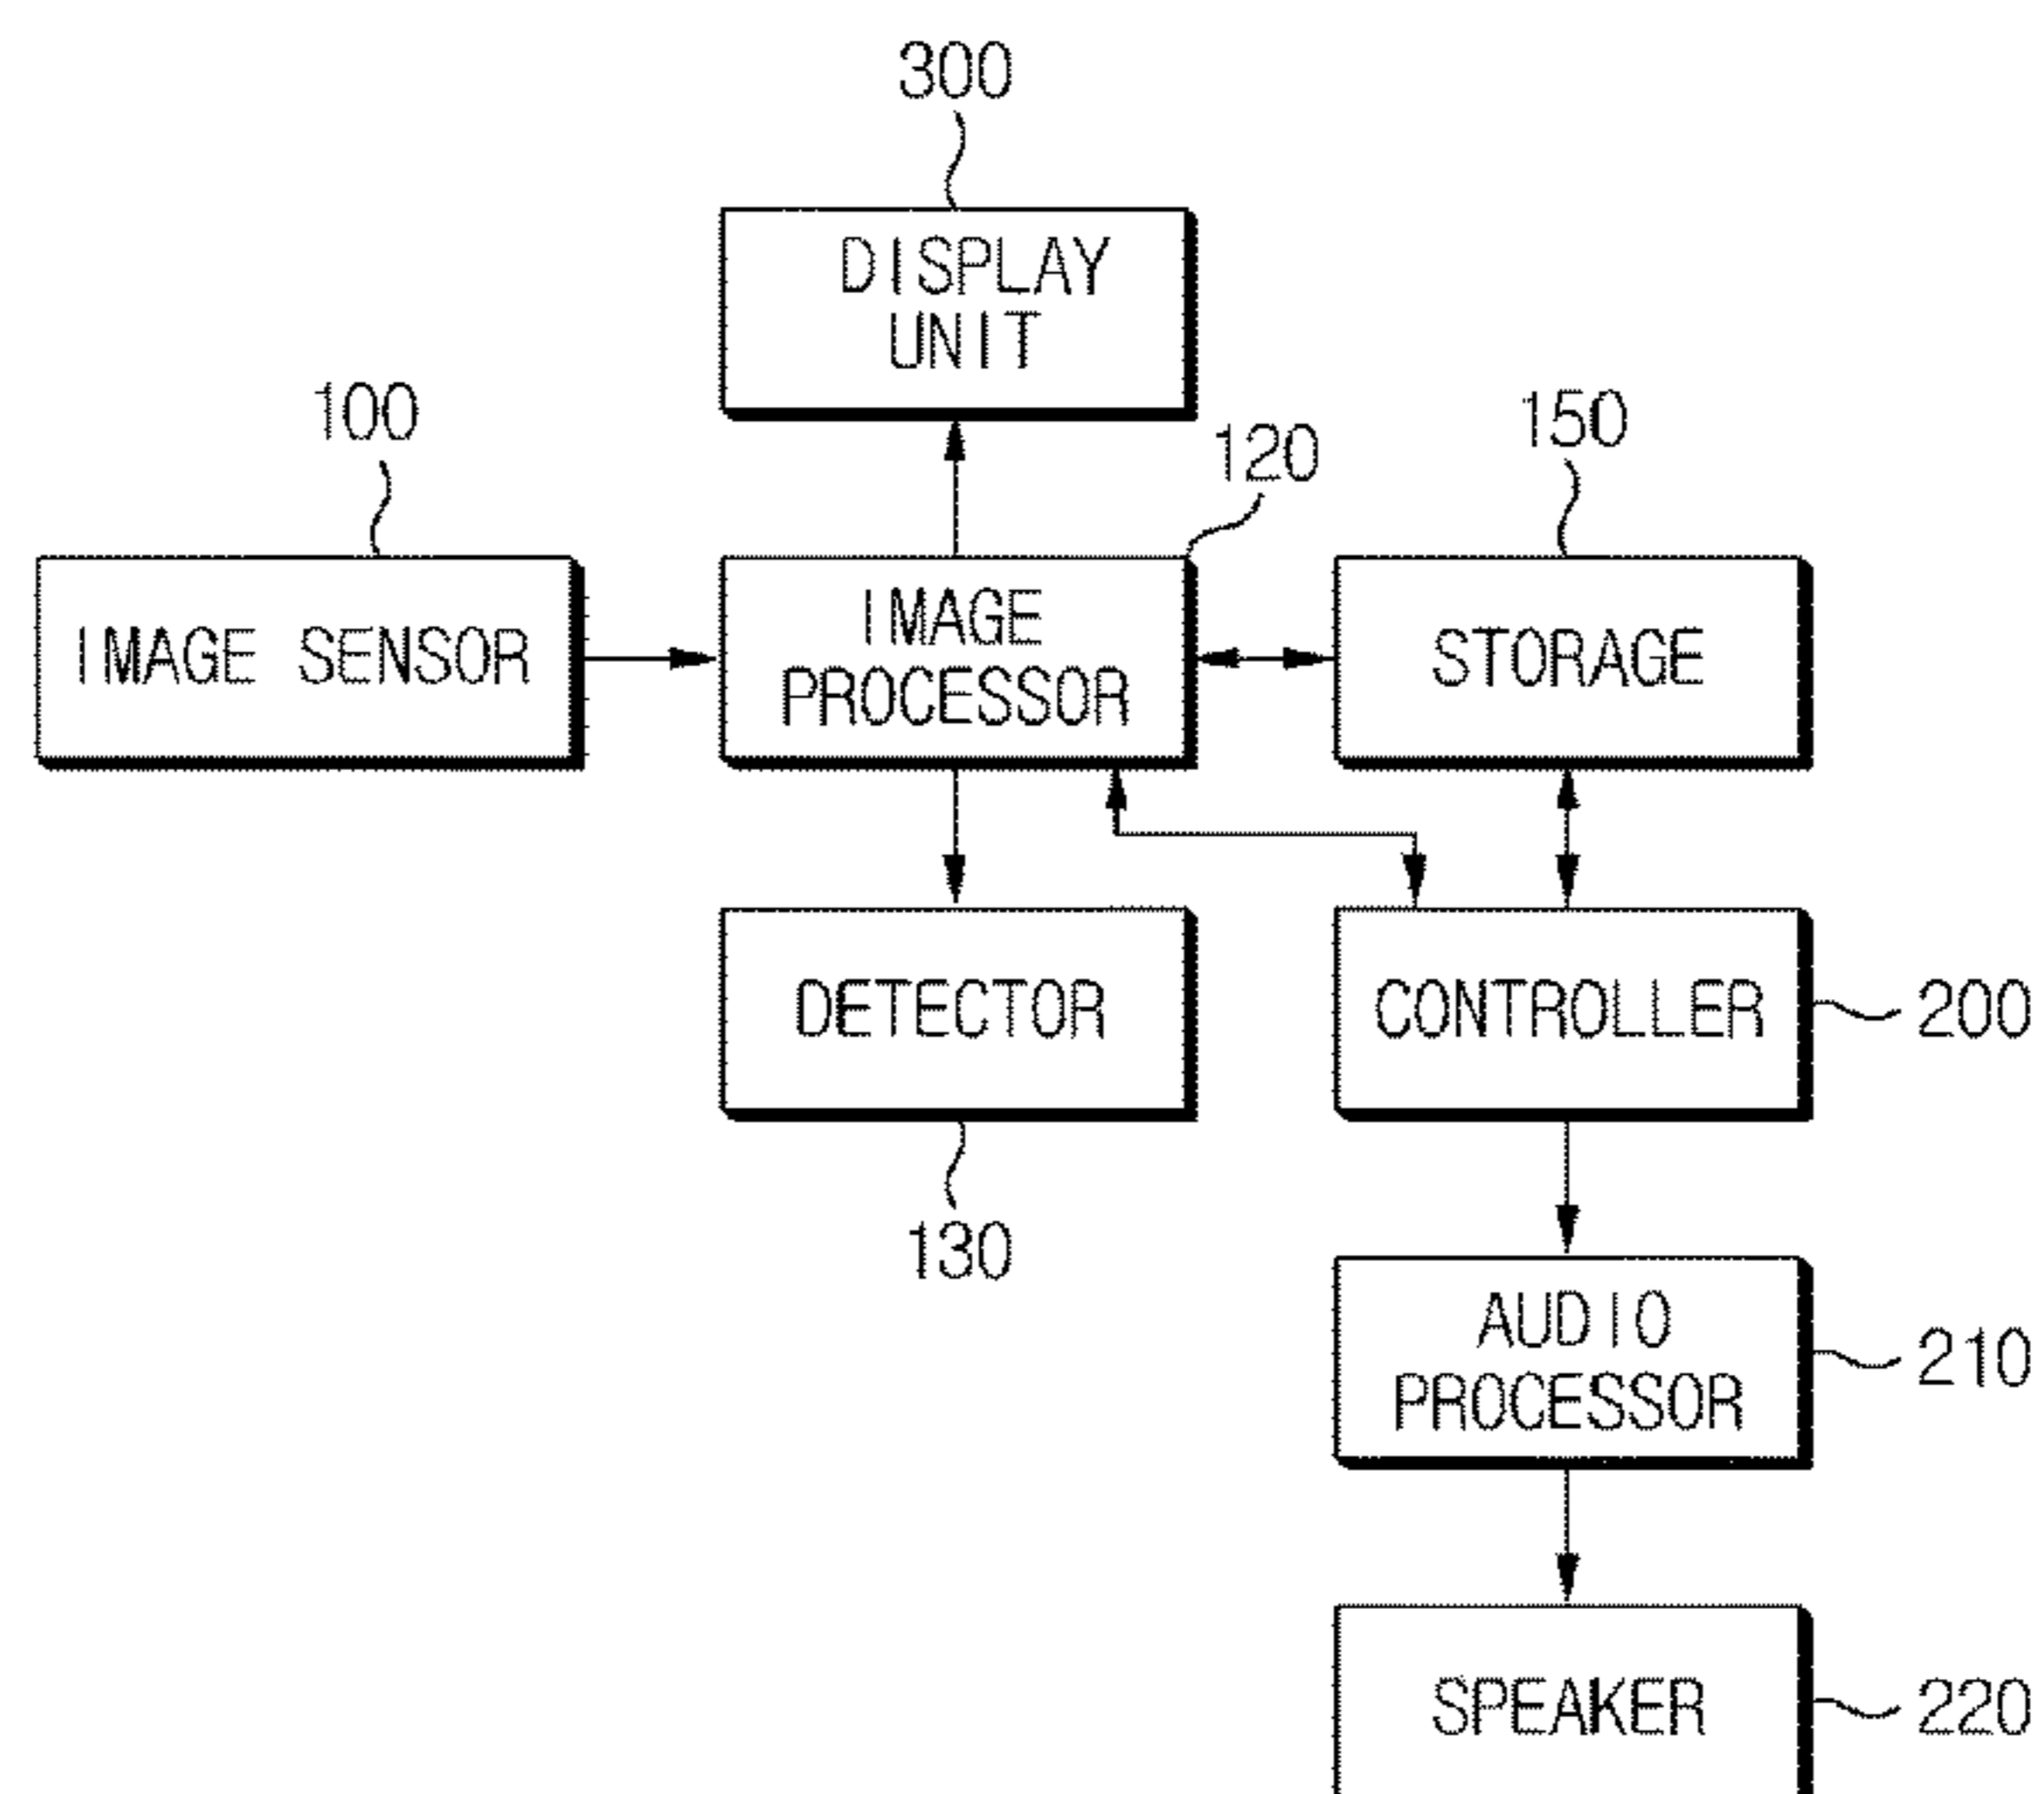 300
DISPLAY
UNIT
100
120
150
IMAGE SENSOR
IMAGE
PROCESSOR
STORAGE
DETECTOR
CONTROLLER
200
130
AUDIO
PROCESSOR
210
SPEAKER
220